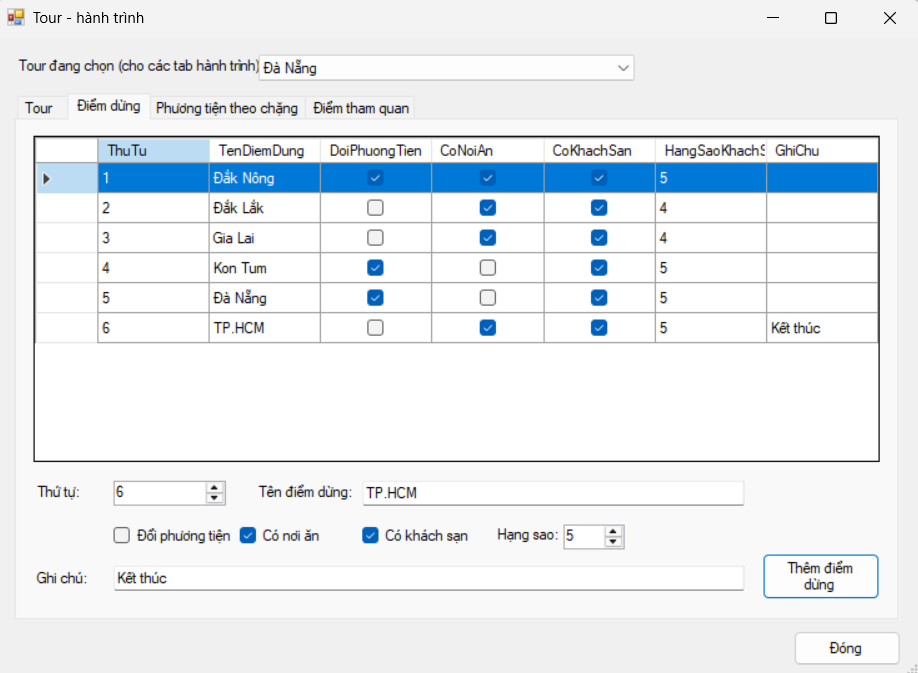 Tour - hành trình
Tour đang chọn (cho các tab hành trình) Đà Nẵng
Tour Điểm dừng Phương tiện theo chặng Điểm tham quan
ThuTu TenDiemDung DoiPhuongTien CoNoiAn CoKhachSan HangSaoKhachS GhiChu
1 Đắk Nông 5
2 Đắk Lắk 4
3 Gia Lai 4
4 Kon Tum 5
5 Đà Nẵng 5
6 TP.HCM 5 Kết thúc
Thứ tự: 6 Tên điểm dừng: TP.HCM
Đổi phương tiện Có nơi ăn Có khách sạn Hạng sao: 5
Ghi chú: Kết thúc
Thêm điểm
dừng
Đóng